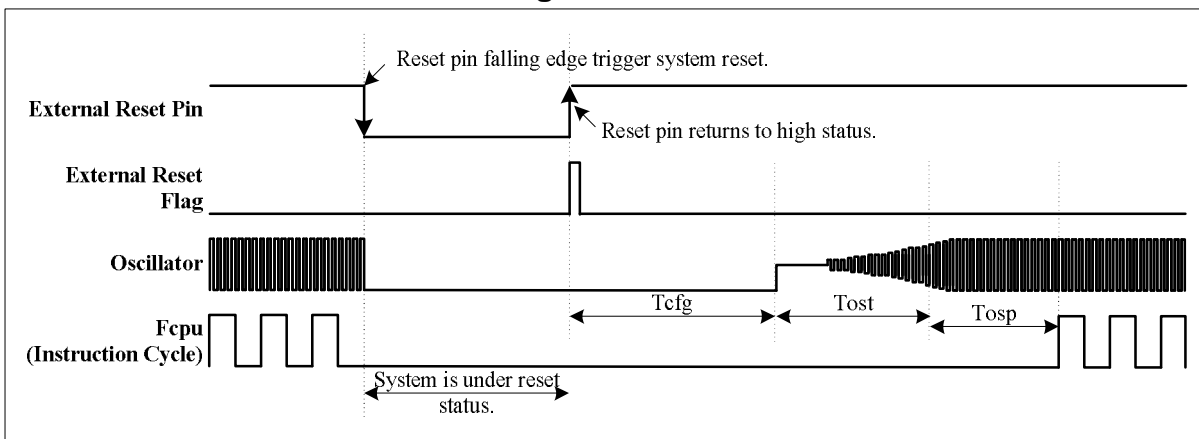 Reset pin falling edge trigger system reset.
External Reset Pin
Reset pin returns to high status.
External Reset
Flag
Oscillator
Tcfg
Tost
Tosp
Fcpu
(Instruction Cycle)
System is under reset
status.